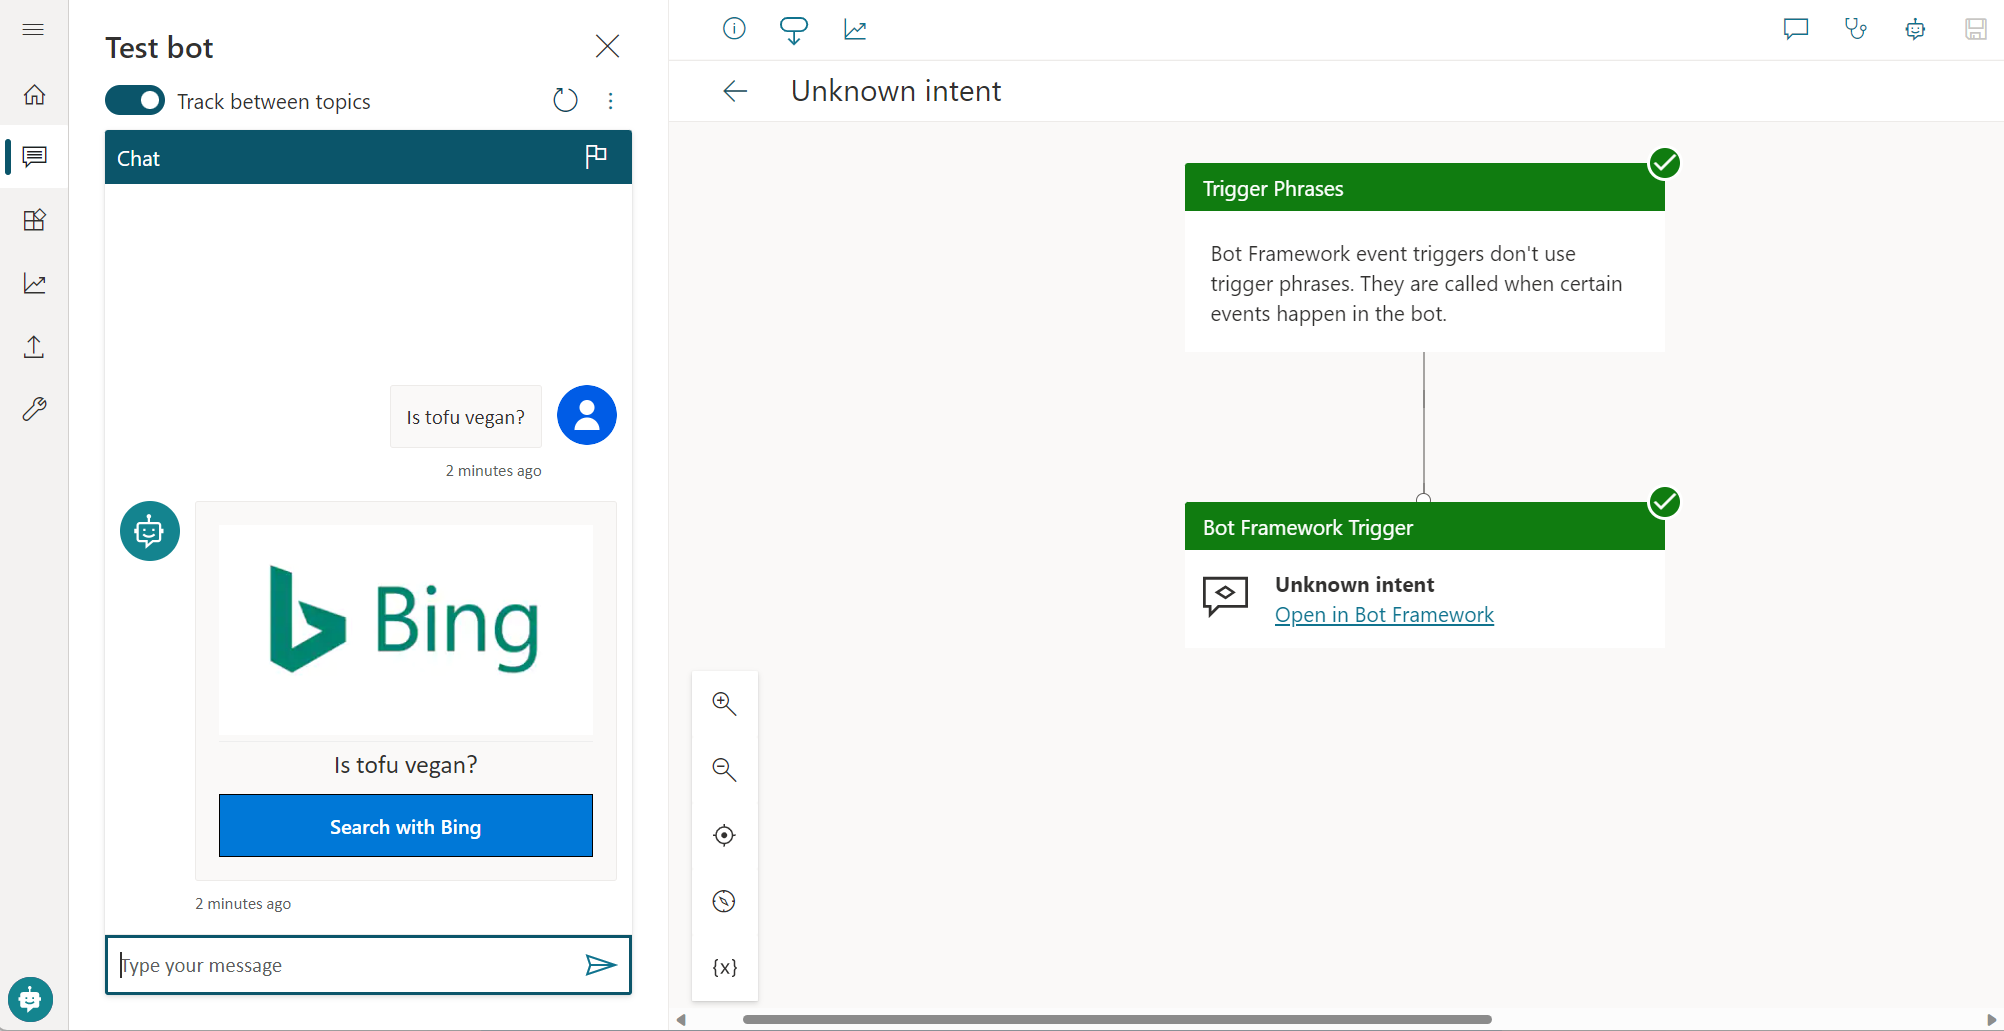 Test bot
Track between topics
Chat
Is tofu vegan?
2 minutes ago
Bing
Is tofu vegan?
Search with Bing
2 minutes ago
Type your message
Unknown intent
Trigger Phrases
Bot Framework event triggers don't use
trigger phrases. They are called when certain
events happen in the bot.
Bot Framework Trigger
Unknown intent
Open in Bot Framework
{x}